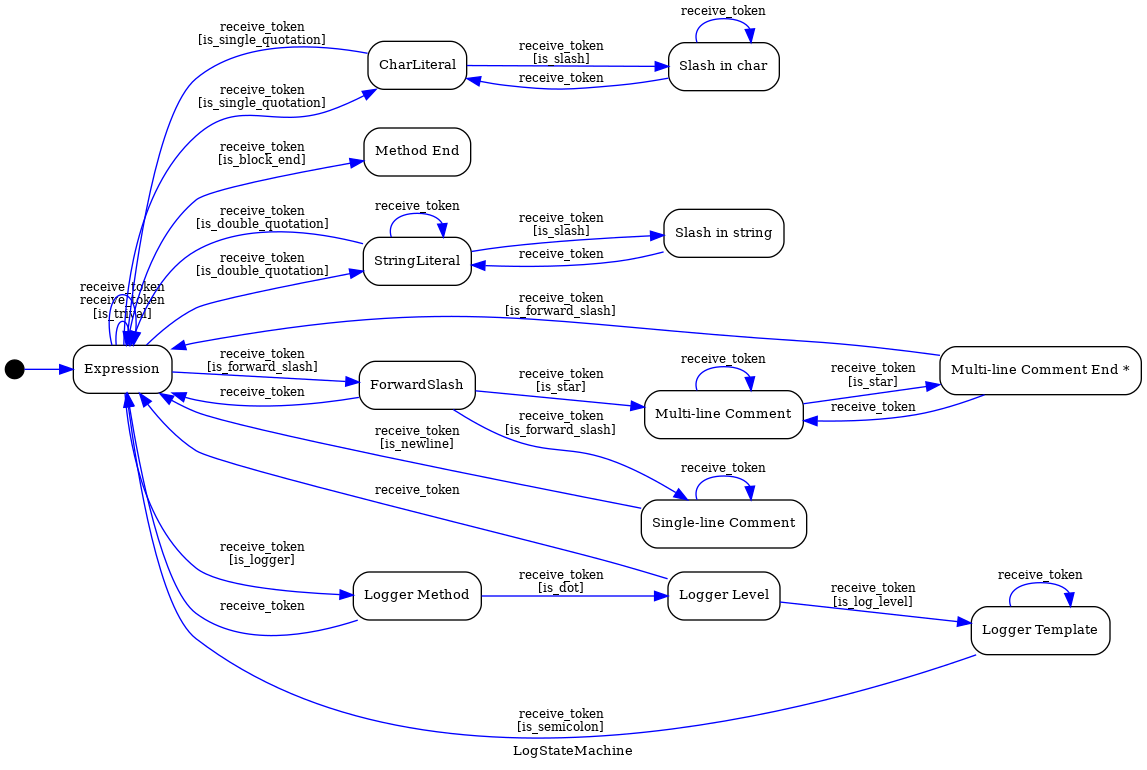 receive_token
receive_token
[is_single_quotation]
CharLiteral
receive_token
[is_slash]
receive_token
Slash in char
receive_token
[is_single_quotation]
receive_token
[is_block_end]
Method End
receive_token
receive_token
[is_double_quotation]
StringLiteral
receive_token
[is_slash]
receive_token
Slash in string
receive_token
[is_double_quotation]
receive_token
receive_token
[is_trival]
Expression
receive_token
[is_forward_slash]
receive_token
[is_forward_slash]
receive_token
ForwardSlash
receive_token
[is_star]
receive_token
Multi-line Comment
receive_token
[is_star]
receive_token
Multi-line Comment End *
receive_token
[is_forward_slash]
receive_token
[is_newline]
receive_token
receive_token
Single-line Comment
receive_token
[is_logger]
receive_token
Logger Method
receive_token
[is_dot]
Logger Level
receive_token
[is_log_level]
receive_token
Logger Template
receive_token
[is_semicolon]
LogStateMachine